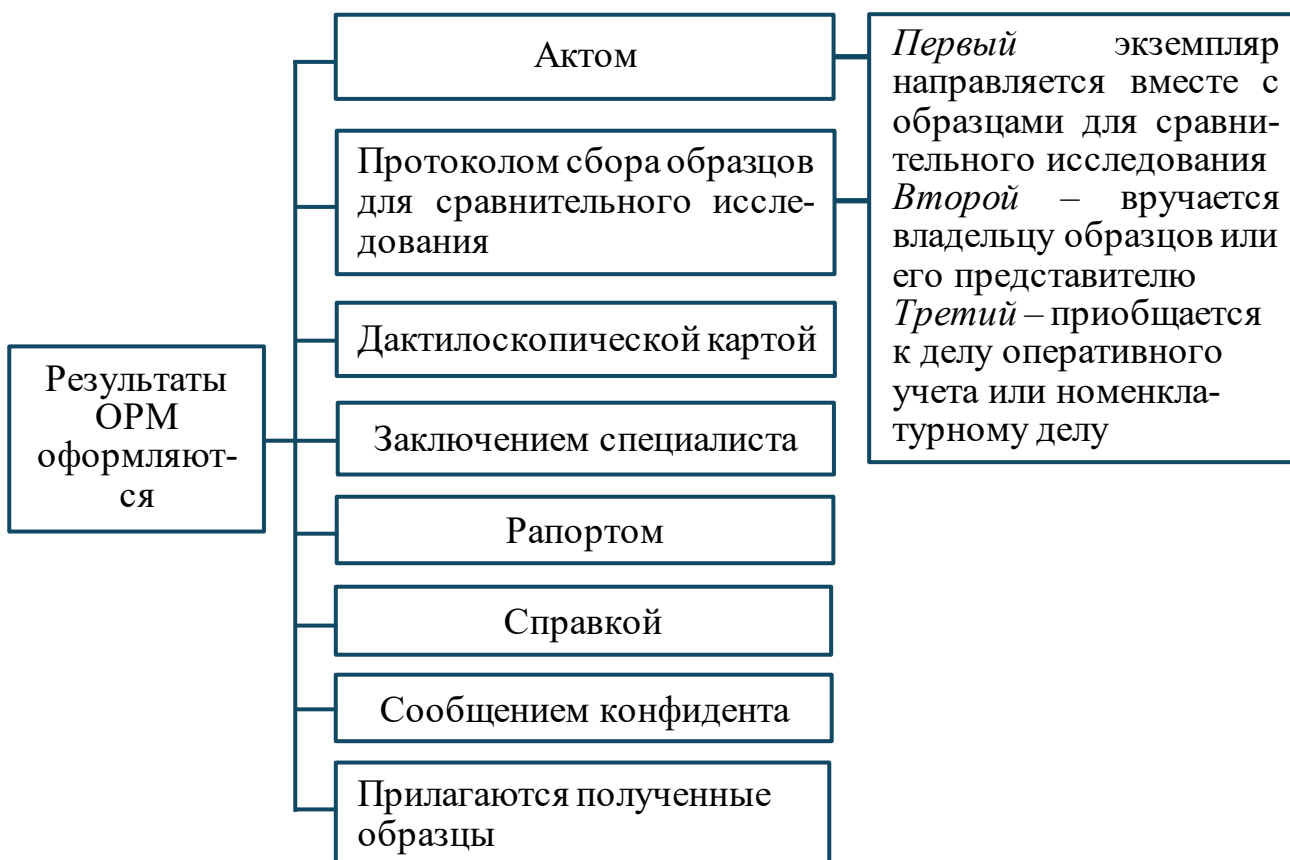 Результаты
ОРМ
оформляют-
ся
Актом
Протоколом сбора образцов
для сравнительного иссле-
дования
Дактилоскопической картой
Заключением специалиста
Рапортом
Справкой
Сообщением конфидента
Прилагаются полученные
образцы
Первый экземпляр
направляется вместе с
образцами для сравни-
тельного исследования
Второй – вручается
владельцу образцов или
его представителю
Третий – приобщается
к делу оперативного
учета или номенкла-
турному делу